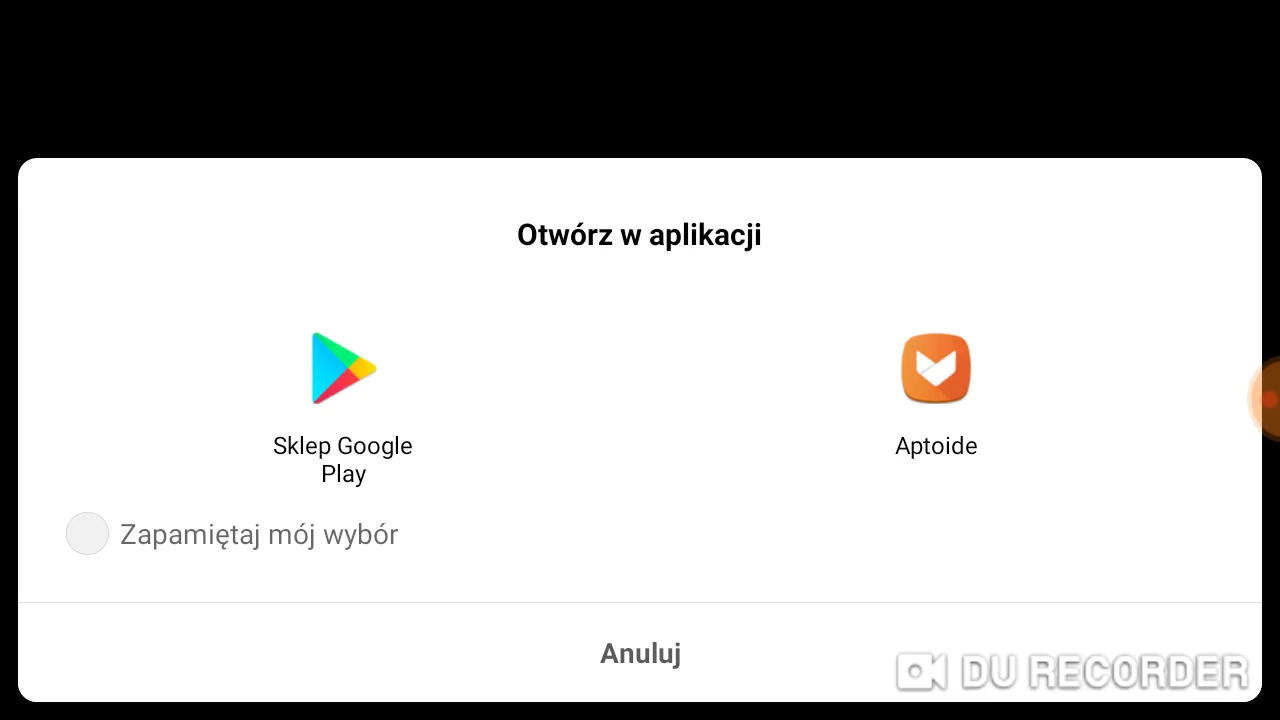 Otwórz w aplikacji
Sklep Google
Play
Aptoide
Zapamiętaj mój wybór
Anuluj
DU RECORDER